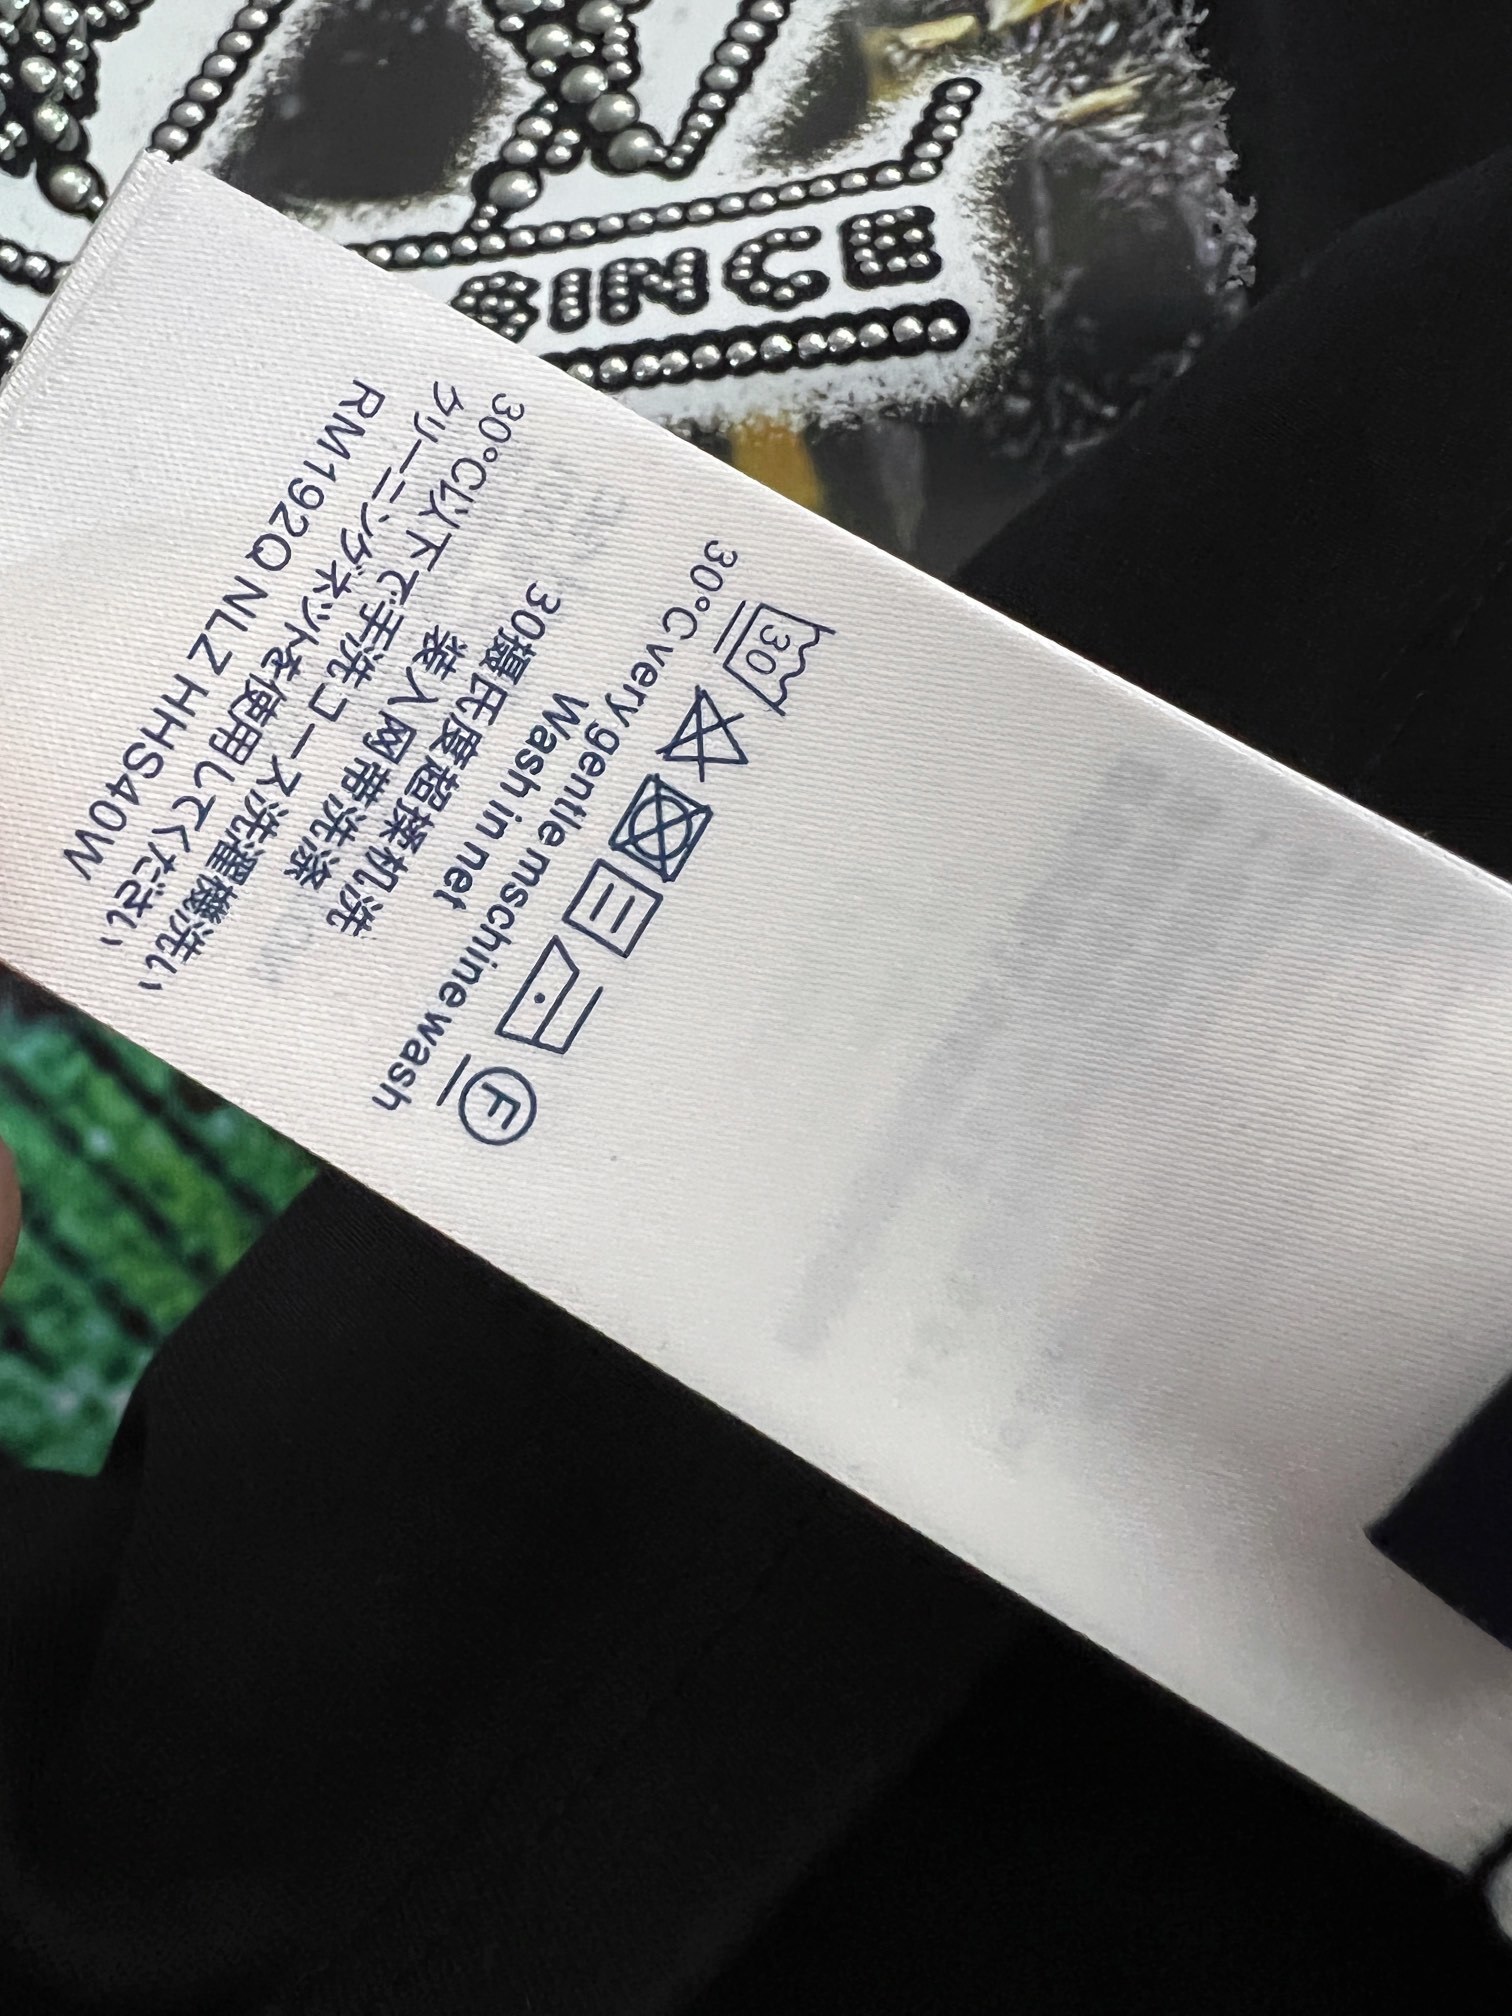 SINCE
30
F
30°C very gentle mschine wash
Wash in net
30摄氏度超揉机洗
装入网带洗涤
30°C以下で手洗コース洗濯機洗い
クリーニングネットを使用してください
RM192Q NLZ HHS40W